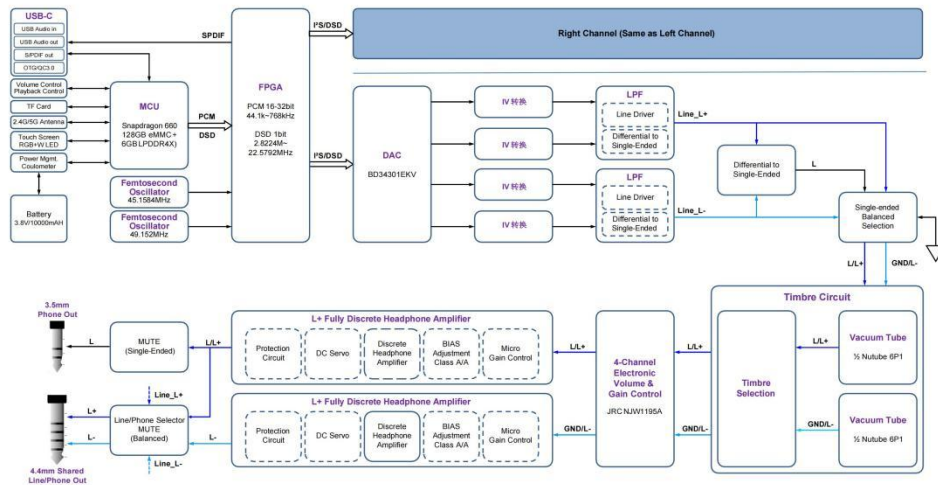 USB-C
USB Audio in
USB Audio out
S/PDIF out
OTG/QC3.0
Volume Control
Playback Control
TF Card
2.4G/5G Antenna
Touch Screen
RGB+W LED
Power Mgmt.
Coulometer
Battery
3.8V/10000mAH
MCU
Snapdragon 660
128GB eMMC +
6GB LPDDR4X)
Femtosecond
Oscillator
45.1584MHz
Femtosecond
Oscillator
49.152MHz
SPDIF
PCM
DSD
FPGA
PCM 16-32bit
44.1k~768kHz
DSD 1bit
2.8224M~
22.5792MHz
I²S/DSD
I²S/DSD
Right Channel (Same as Left Channel)
DAC
BD34301EKV
IV 转换
IV 转换
IV 转换
IV 转换
LPF
Line Driver
Differential to
Single-Ended
LPF
Line Driver
Differential to
Single-Ended
Line_L+
Line_L-
Differential to
Single-Ended
L
Single-ended
Balanced
Selection
L/L+
GND/L-
Timbre Circuit
Timbre
Selection
L/L+
GND/L-
Vacuum Tube
½ Nutube 6P1
Vacuum Tube
½ Nutube 6P1
L/L+
GND/L-
4-Channel
Electronic
Volume &
Gain Control
JRC NJW1195A
L/L+
GND/L-
L+ Fully Discrete Headphone Amplifier
Protection
Circuit
DC Servo
Discrete
Headphone
Amplifier
BIAS
Adjustment
Class A/A
Micro
Gain Control
L+ Fully Discrete Headphone Amplifier
Protection
Circuit
DC Servo
Discrete
Headphone
Amplifier
BIAS
Adjustment
Class A/A
Micro
Gain Control
L/L+
L-
MUTE
(Single-Ended)
Line_L+
Line/Phone Selector
MUTE
(Balanced)
Line_L-
L
L+
L-
3.5mm
Phone Out
4.4mm Shared
Line/Phone Out